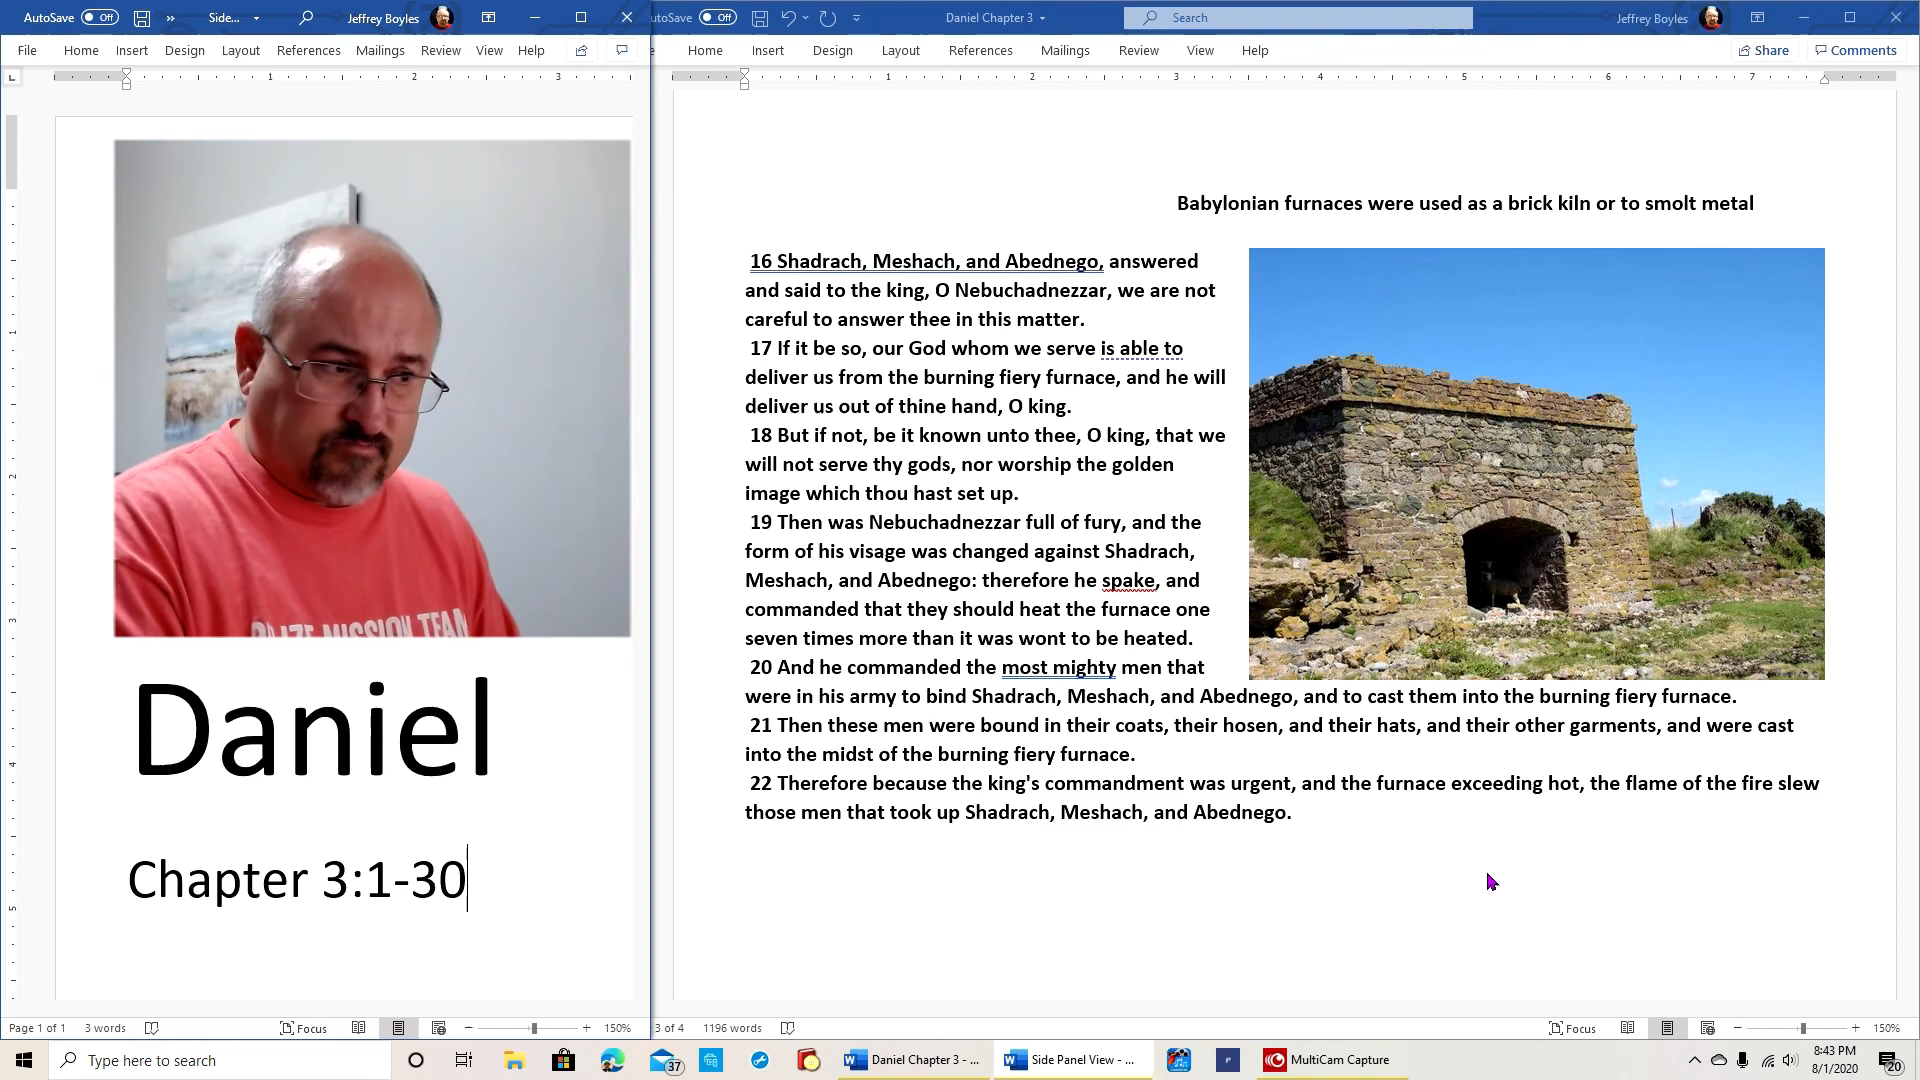 AutoSave Off Side... Jeffrey Boyles
File Home Insert Design Layout References Mailings Review View Help
1 2 3
Daniel
Chapter 3:1-30
Page 1 of 1 3 words Focus 150%
utoSave Off Daniel Chapter 3 Search Jeffrey Boyles
e Home Insert Design Layout References Mailings Review View Help Share Comments
1 2 3 4 5 6 7
Babylonian furnaces were used as a brick kiln or to smolt metal
16 Shadrach, Meshach, and Abednego, answered
and said to the king, O Nebuchadnezzar, we are not
careful to answer thee in this matter.
17 If it be so, our God whom we serve is able to
deliver us from the burning fiery furnace, and he will
deliver us out of thine hand, O king.
18 But if not, be it known unto thee, O king, that we
will not serve thy gods, nor worship the golden
image which thou hast set up.
19 Then was Nebuchadnezzar full of fury, and the
form of his visage was changed against Shadrach,
Meshach, and Abednego: therefore he spake, and
commanded that they should heat the furnace one
seven times more than it was wont to be heated.
20 And he commanded the most mighty men that
were in his army to bind Shadrach, Meshach, and Abednego, and to cast them into the burning fiery furnace.
21 Then these men were bound in their coats, their hosen, and their hats, and their other garments, and were cast
into the midst of the burning fiery furnace.
22 Therefore because the king's commandment was urgent, and the furnace exceeding hot, the flame of the fire slew
those men that took up Shadrach, Meshach, and Abednego.
3 of 4 1196 words Focus 150%
Type here to search 37 Daniel Chapter 3 - ... Side Panel View - ... P MultiCam Capture 8:43 PM
8/1/2020 20